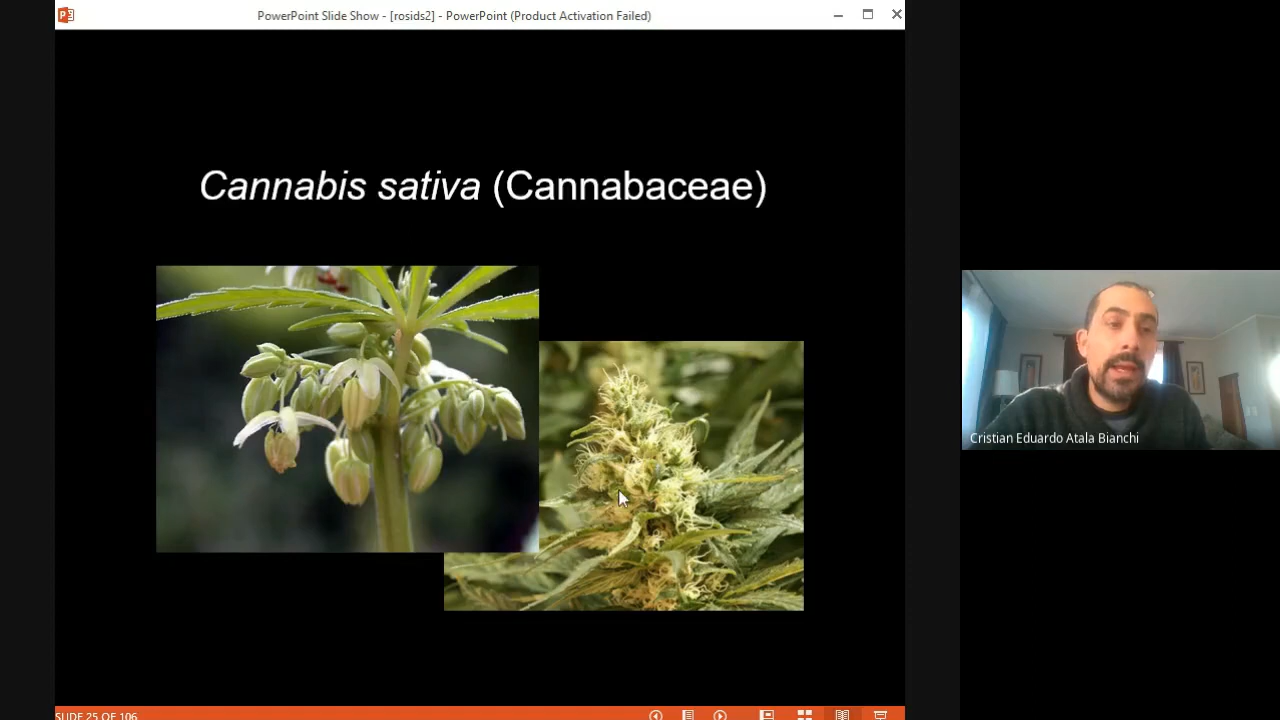 PowerPoint Slide Show - [rosids2] - PowerPoint (Product Activation Failed)
Cannabis sativa (Cannabaceae)
Cristian Eduardo Atala Bianchi
SLIDE 25 OF 106